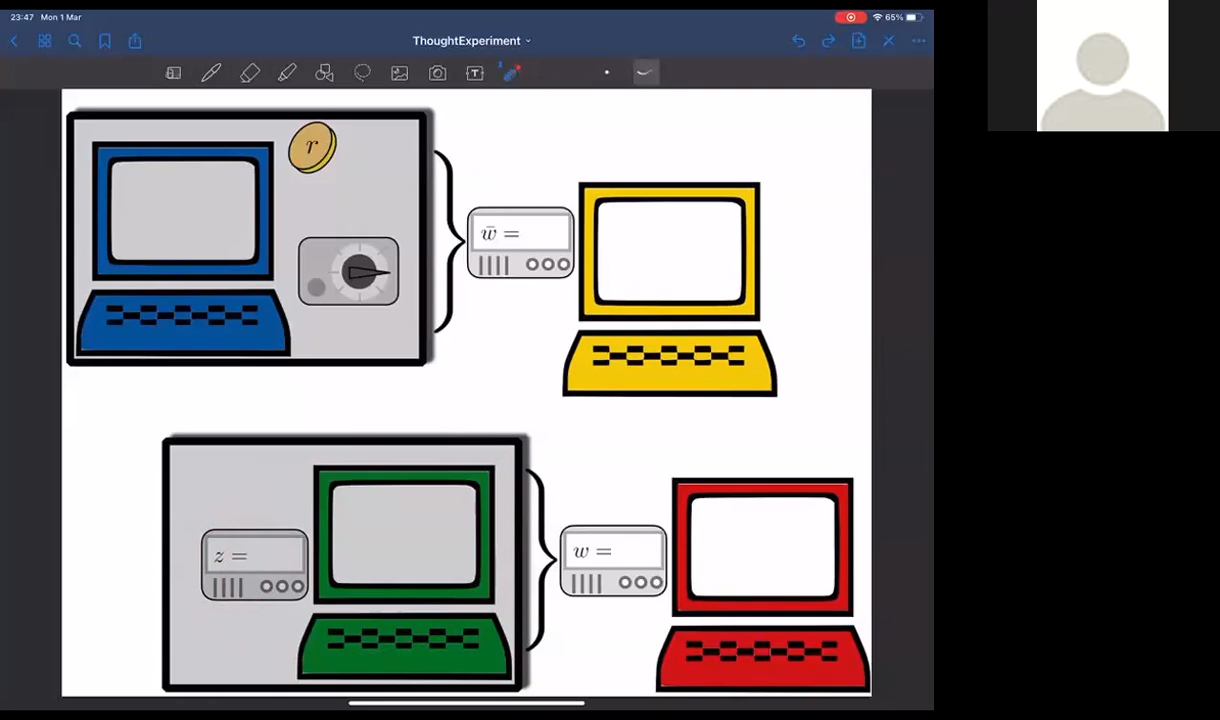 23:47 Mon 1 Mar
65%
ThoughtExperiment
T
r
w̄ =
z =
w =